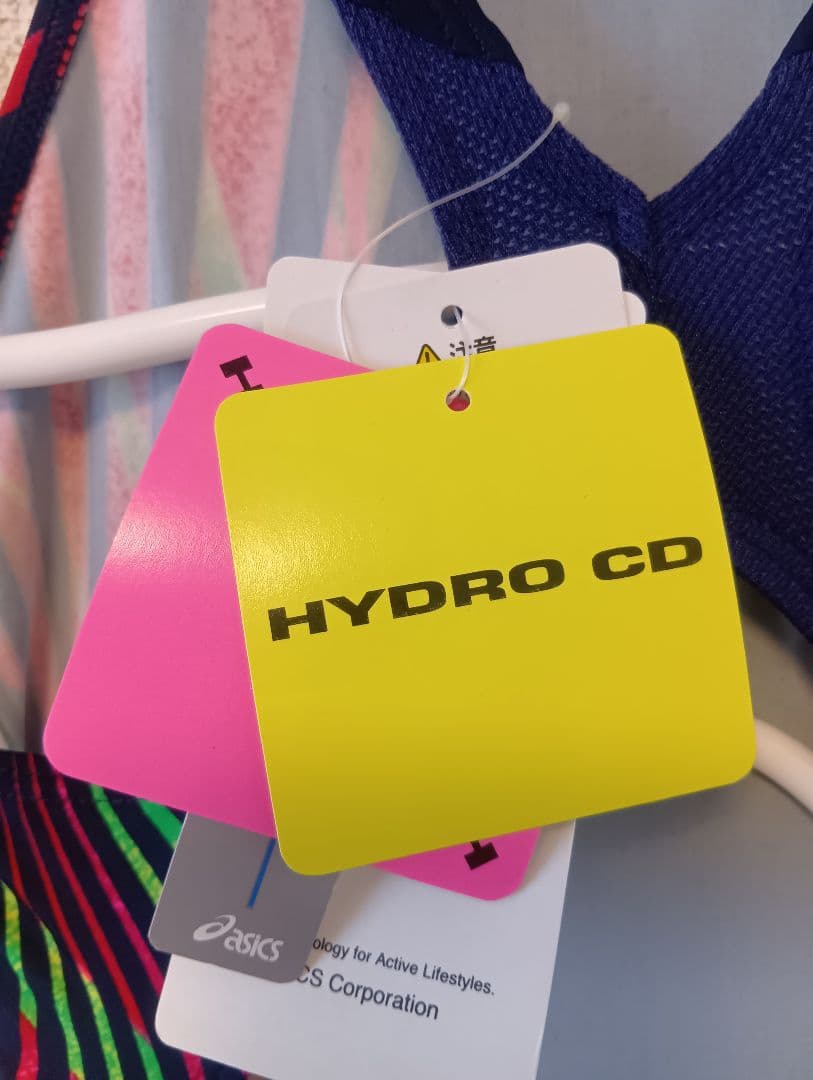 注意
HYDRO CD
asics
ology for Active Lifestyles.
CS Corporation